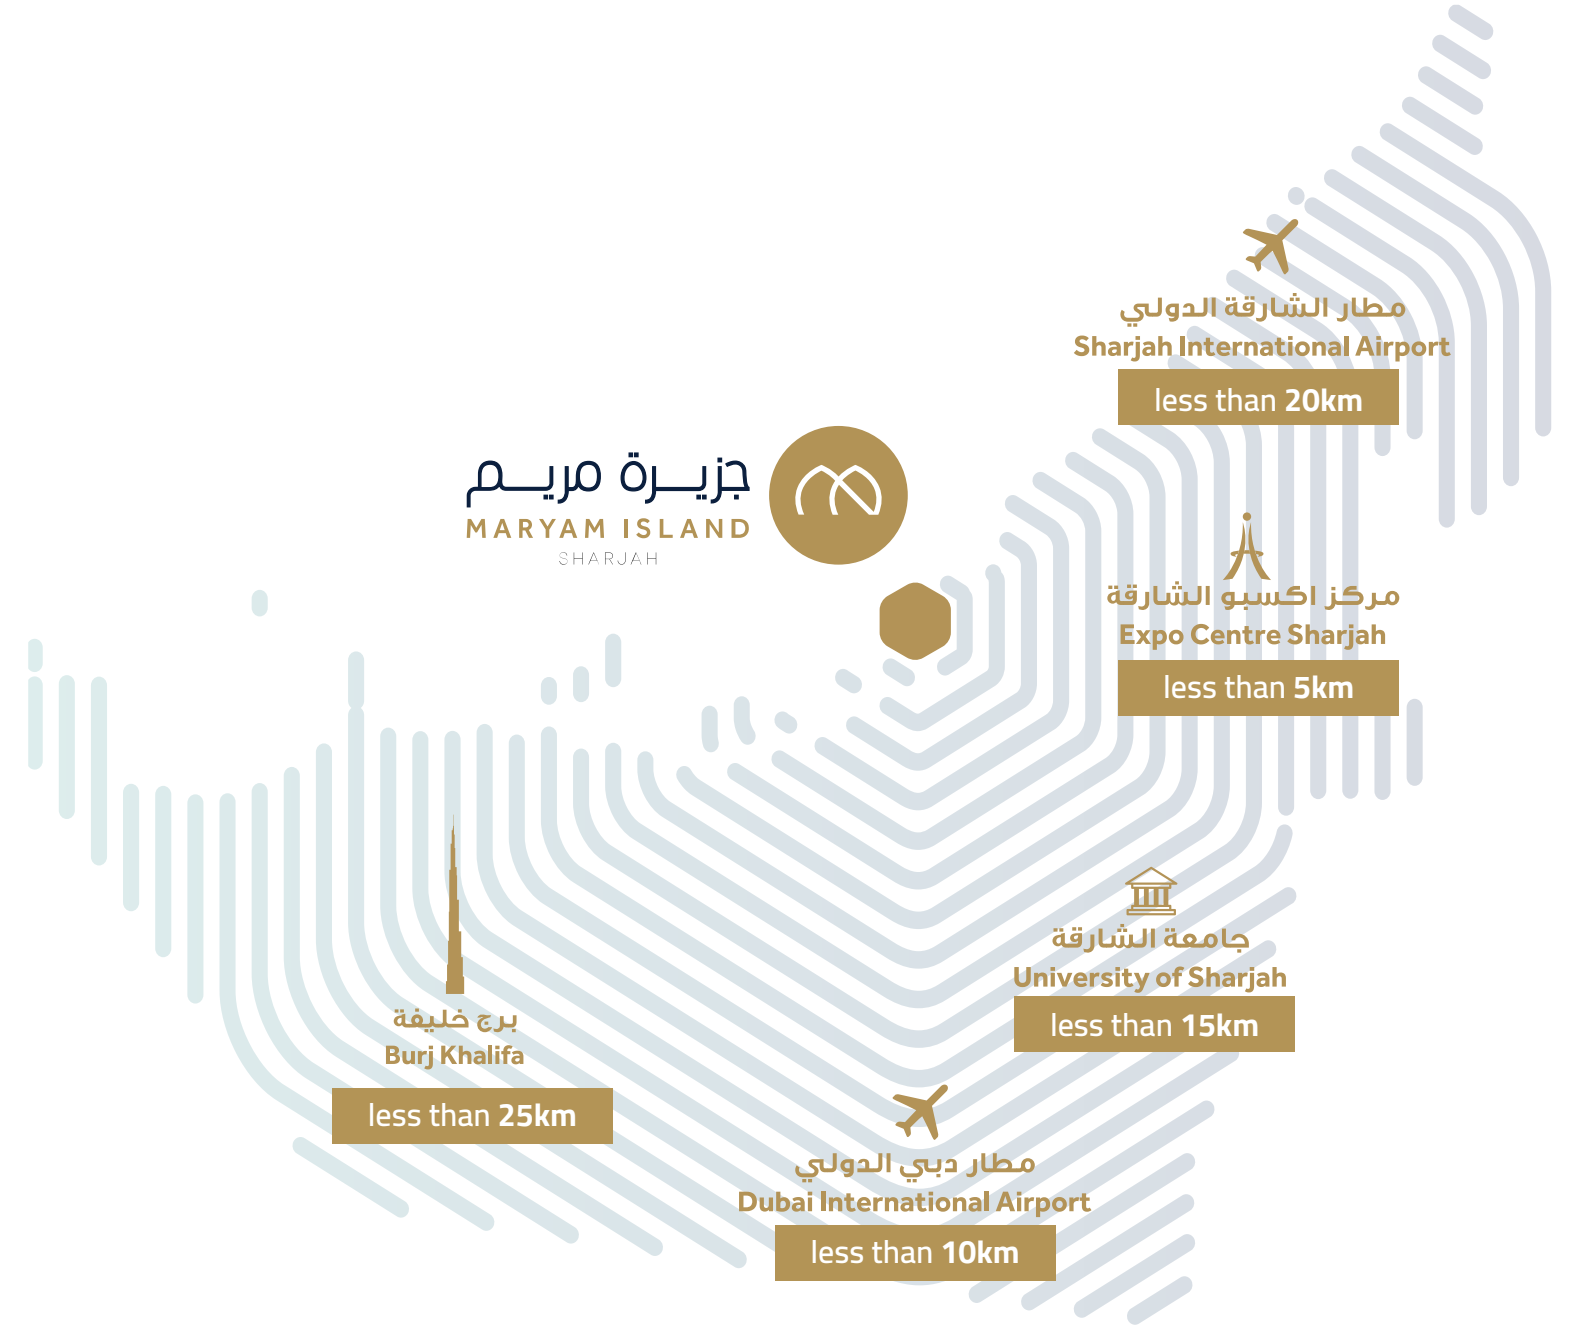 مطار الشارقة الدولي
Sharjah International Airport
less than 20km
جزيرة مريم
MARYAM ISLAND
SHARJAH
مركز اكسبو الشارقة
Expo Centre Sharjah
less than 5km
جامعة الشارقة
University of Sharjah
less than 15km
برج خليفة
Burj Khalifa
less than 25km
مطار دبي الدولي
Dubai International Airport
less than 10km